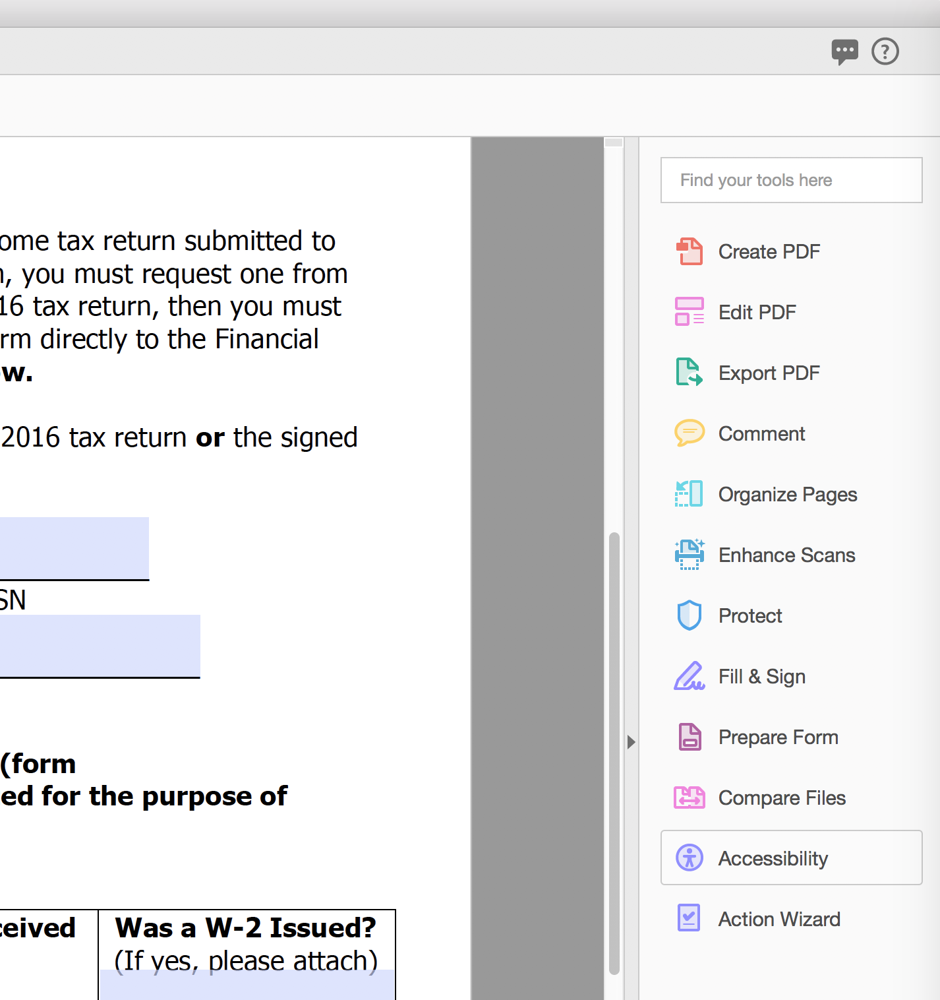 ome tax return submitted to
, you must request one from
16 tax return, then you must
rm directly to the Financial
w.
2016 tax return or the signed
SN
(form
ed for the purpose of
ceived
Was a W-2 Issued?
(If yes, please attach)
Find your tools here
Create PDF
Edit PDF
Export PDF
Comment
Organize Pages
Enhance Scans
Protect
Fill & Sign
Prepare Form
Compare Files
Accessibility
Action Wizard